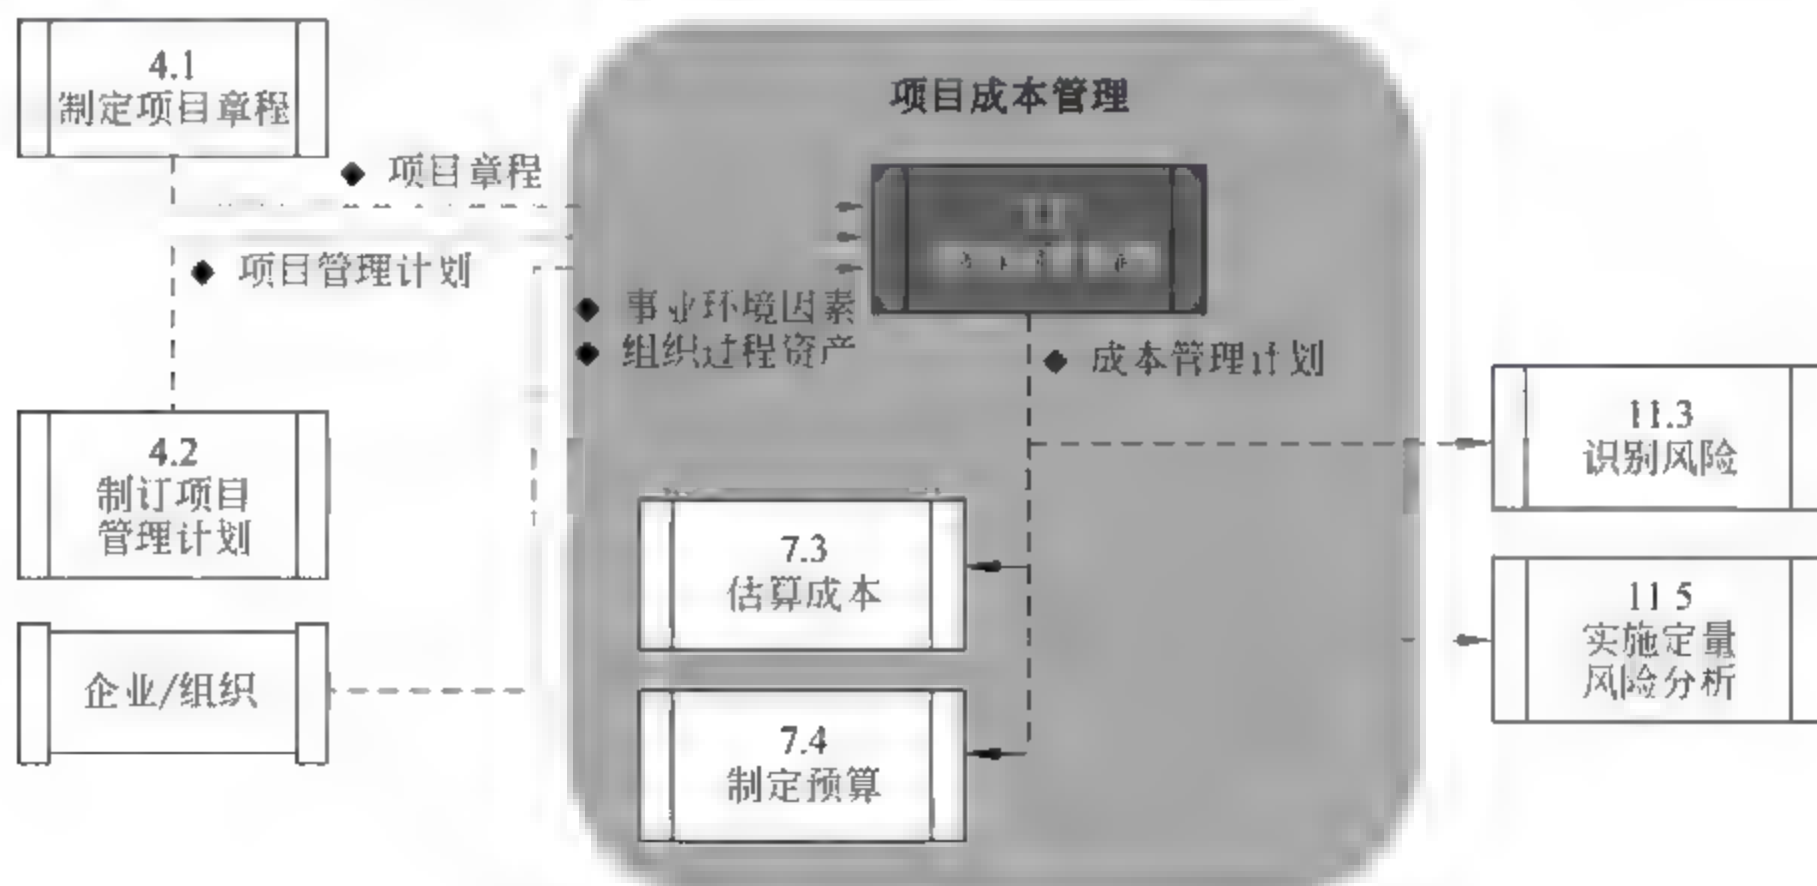 4.1
制定项目章程
项目成本管理
◆ 项目章程
◆ 项目管理计划
◆ 事业环境因素
◆ 组织过程资产
◆ 成本管理计划
4.2
制订项目
管理计划
企业/组织
7.3
估算成本
7.4
制定预算
11.3
识别风险
11.5
实施定量
风险分析